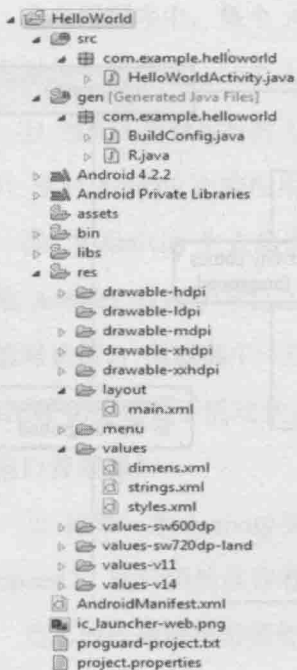 HelloWorld
src
com.example.helloworld
HelloWorldActivity.java
gen [Generated Java Files]
com.example.helloworld
BuildConfig.java
R.java
Android 4.2.2
Android Private Libraries
assets
bin
libs
res
drawable-hdpi
drawable-ldpi
drawable-mdpi
drawable-xhdpi
drawable-xxhdpi
layout
main.xml
menu
values
dimens.xml
strings.xml
styles.xml
values-sw600dp
values-sw720dp-land
values-v11
values-v14
AndroidManifest.xml
ic_launcher-web.png
proguard-project.txt
project.properties